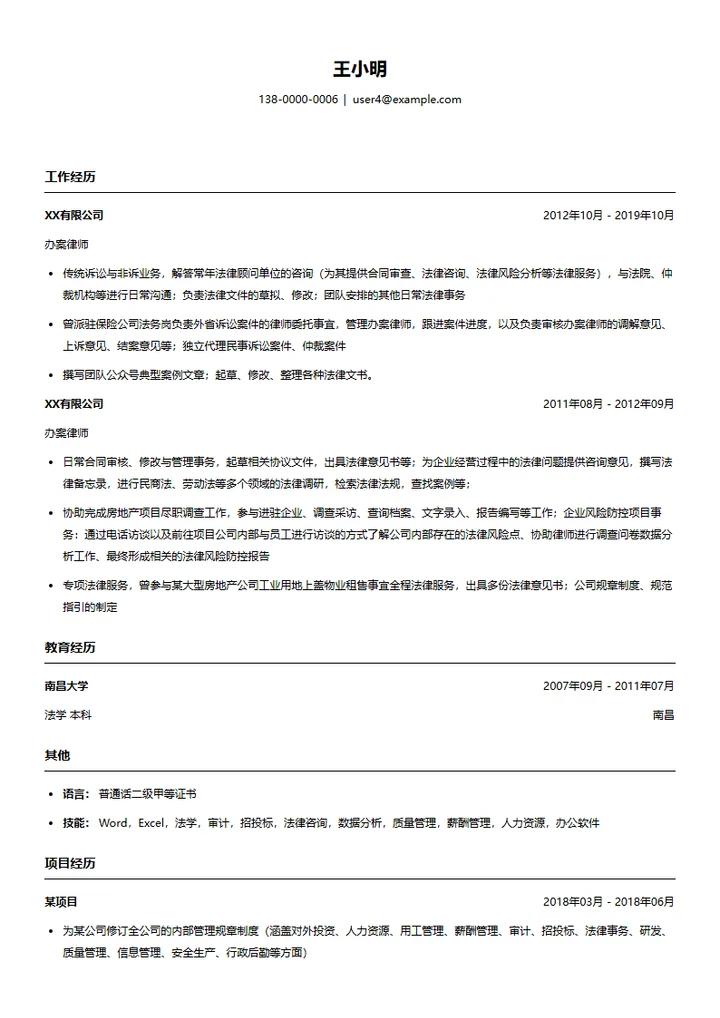 王小明
138-0000-0006 | user4@example.com
工作经历
XX有限公司 2012年10月 - 2019年10月
办案律师
• 传统诉讼与非诉业务，解答常年法律顾问单位的咨询（为其提供合同审查、法律咨询、法律风险分析等法律服务），与法院、仲
裁机构等进行日常沟通；负责法律文件的草拟、修改；团队安排的其他日常法律事务
• 曾派驻保险公司法务岗负责外省诉讼案件的律师委托事宜，管理办案律师，跟进案件进度，以及负责审核办案律师的调解意见、
上诉意见、结案意见等；独立代理民事诉讼案件、仲裁案件
• 撰写团队公众号典型案例文章；起草、修改、整理各种法律文书。
XX有限公司 2011年08月 - 2012年09月
办案律师
• 日常合同审核、修改与管理事务，起草相关协议文件，出具法律意见书等；为企业经营过程中的法律问题提供咨询意见，撰写法
律备忘录，进行民商法、劳动法等多个领域的法律调研，检索法律法规，查找案例等；
• 协助完成房地产项目尽职调查工作，参与进驻企业、调查采访、查询档案、文字录入、报告编写等工作；企业风险防控项目事
务：通过电话访谈以及前往项目公司内部与员工进行访谈的方式了解公司内部存在的法律风险点、协助律师进行调查问卷数据分
析工作、最终形成相关的法律风险防控报告
• 专项法律服务，曾参与某大型房地产公司工业用地上盖物业租售事宜全程法律服务，出具多份法律意见书；公司规章制度、规范
指引的制定
教育经历
南昌大学 2007年09月 - 2011年07月
法学 本科 南昌
其他
• 语言： 普通话二级甲等证书
• 技能： Word，Excel，法学，审计，招投标，法律咨询，数据分析，质量管理，薪酬管理，人力资源，办公软件
项目经历
某项目 2018年03月 - 2018年06月
• 为某公司修订全公司的内部管理规章制度（涵盖对外投资、人力资源、用工管理、薪酬管理、审计、招投标、法律事务、研发、
质量管理、信息管理、安全生产、行政后勤等方面）